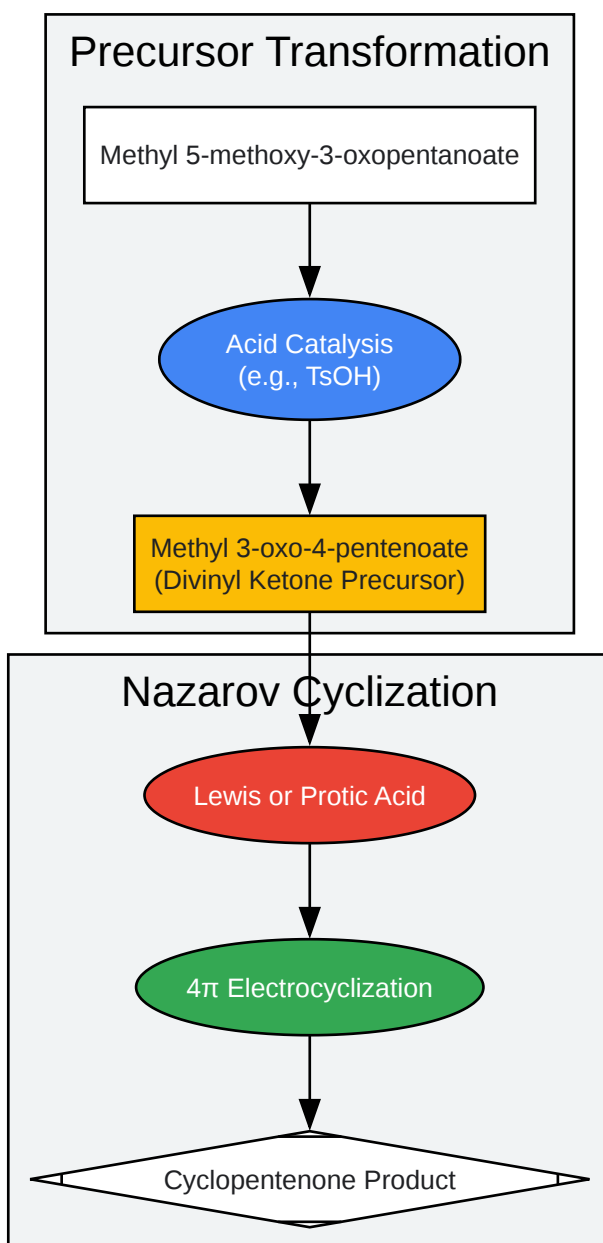 Precursor Transformation
Methyl 5-methoxy-3-oxopentanoate
Acid Catalysis
(e.g., TsOH)
Methyl 3-oxo-4-pentenoate
(Divinyl Ketone Precursor)
Nazarov Cyclization
Lewis or Protic Acid
4π Electrocyclization
Cyclopentenone Product